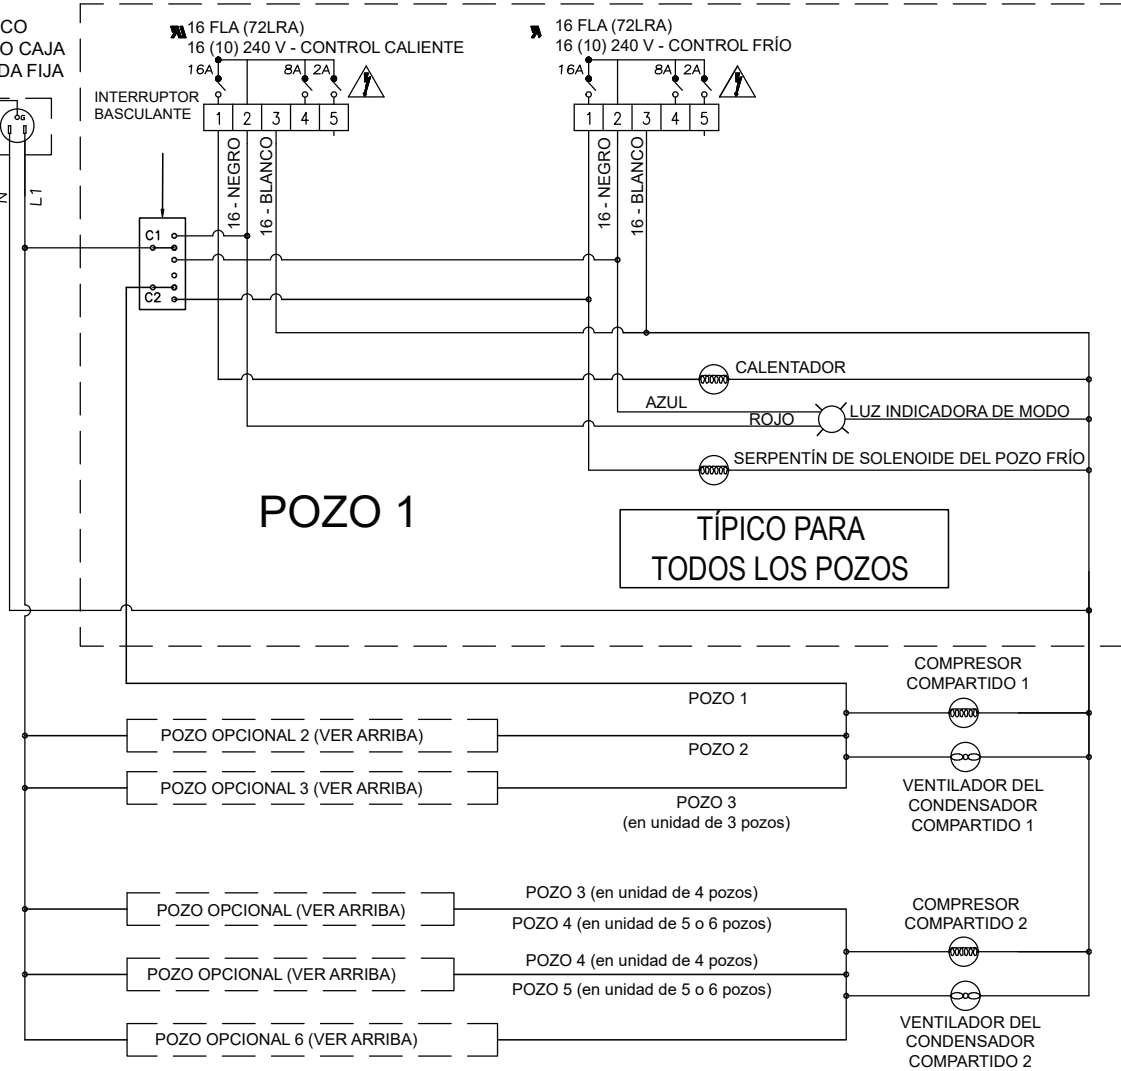 CO
O CAJA
DA FIJA
G
N
L1
16 FLA (72LRA)
16 (10) 240 V - CONTROL CALIENTE
16A
8A
2A
INTERRUPTOR
BASCULANTE
1 2 3 4 5
16 - NEGRO
16 - BLANCO
16 FLA (72LRA)
16 (10) 240 V - CONTROL FRÍO
16A
8A
2A
1 2 3 4 5
16 - NEGRO
16 - BLANCO
C1
C2
CALENTADOR
AZUL
ROJO
LUZ INDICADORA DE MODO
SERPENTÍN DE SOLENOIDE DEL POZO FRÍO
POZO 1
TÍPICO PARA
TODOS LOS POZOS
COMPRESOR
COMPARTIDO 1
POZO 1
POZO OPCIONAL 2 (VER ARRIBA)
POZO 2
POZO OPCIONAL 3 (VER ARRIBA)
POZO 3
(en unidad de 3 pozos)
VENTILADOR DEL
CONDENSADOR
COMPARTIDO 1
POZO OPCIONAL (VER ARRIBA)
POZO 3 (en unidad de 4 pozos)
POZO 4 (en unidad de 5 o 6 pozos)
COMPRESOR
COMPARTIDO 2
POZO OPCIONAL (VER ARRIBA)
POZO 4 (en unidad de 4 pozos)
POZO 5 (en unidad de 5 o 6 pozos)
POZO OPCIONAL 6 (VER ARRIBA)
VENTILADOR DEL
CONDENSADOR
COMPARTIDO 2